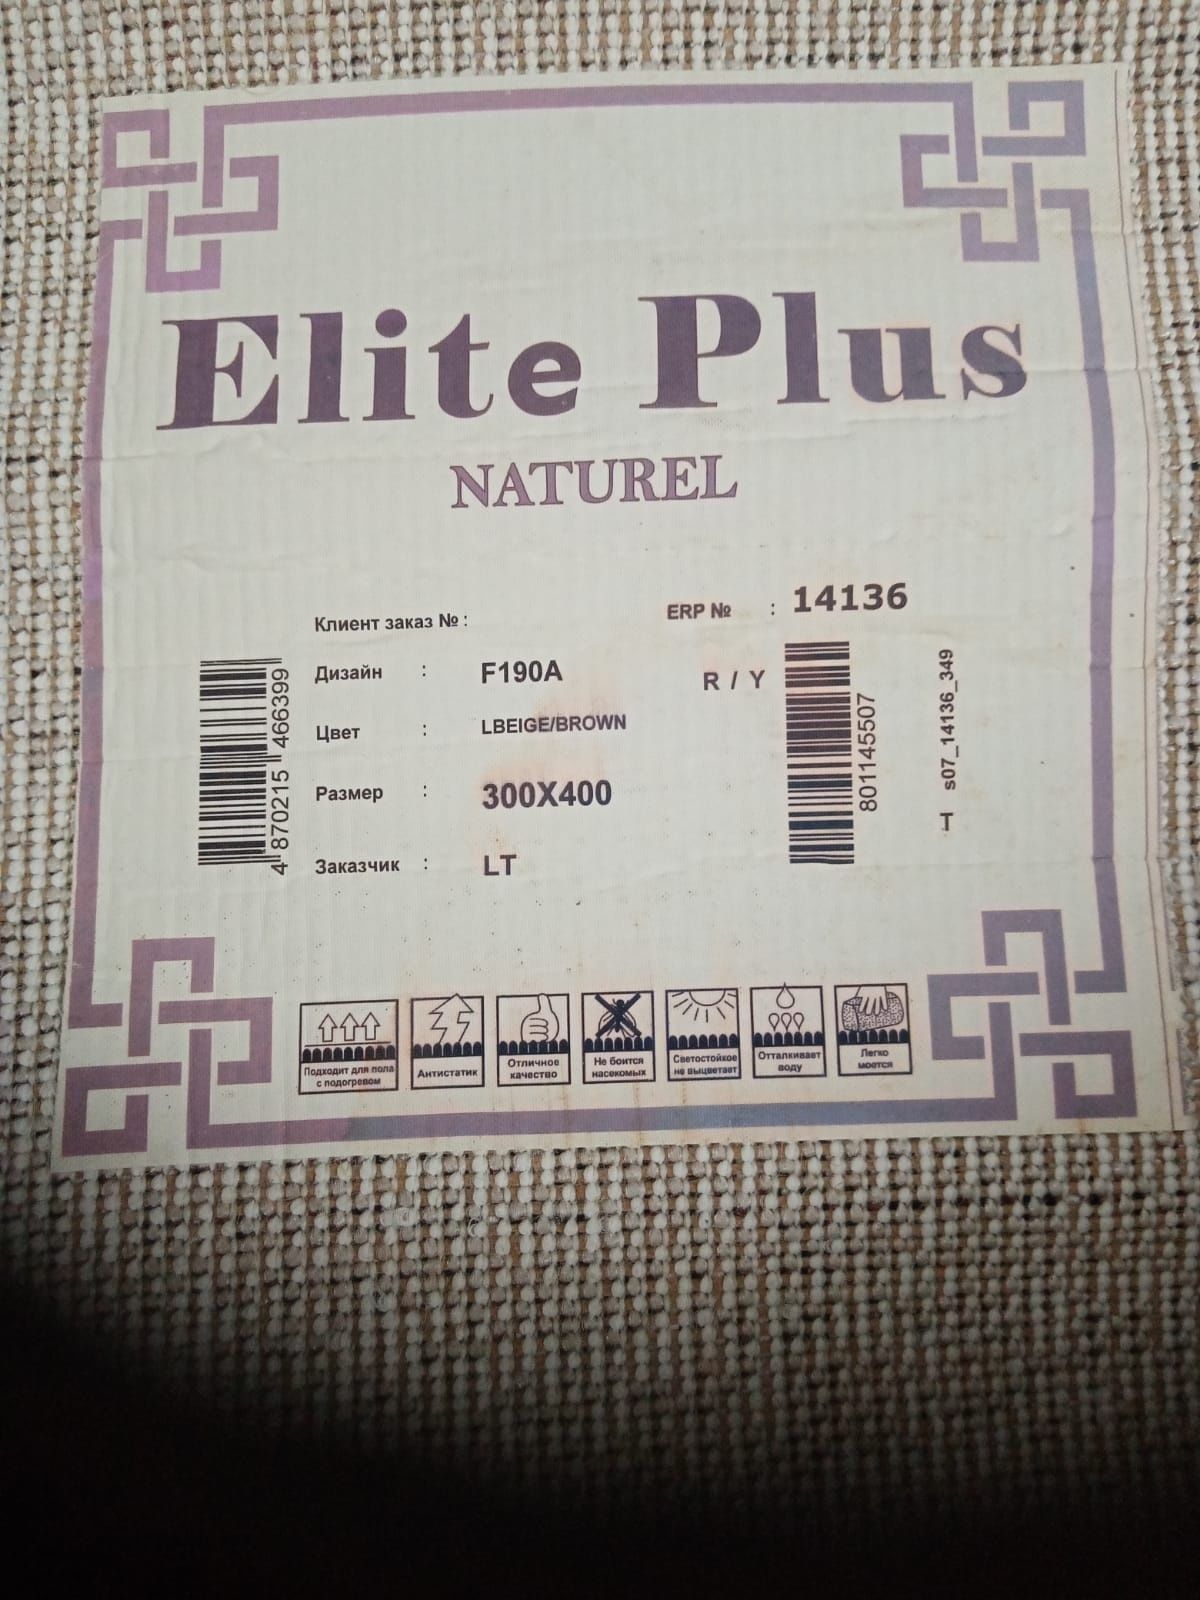 Elite Plus
NATUREL
Клиент заказ № :
ERP № : 14136
Дизайн : F190A
R / Y
Цвет : LBEIGE/BROWN
Размер : 300X400
Заказчик : LT
4 870215 466399
801145507
T s07_14136_349
Подходит для пола
с подогревом
Антистатик
Отличное
качество
Не боится
насекомых
Светостойкое
не выцветает
Отталкивает
воду
Легко
моется